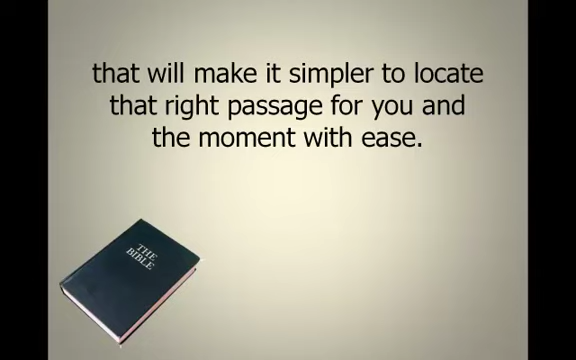 that will make it simpler to locate
that right passage for you and
the moment with ease.
THE
BIBLE